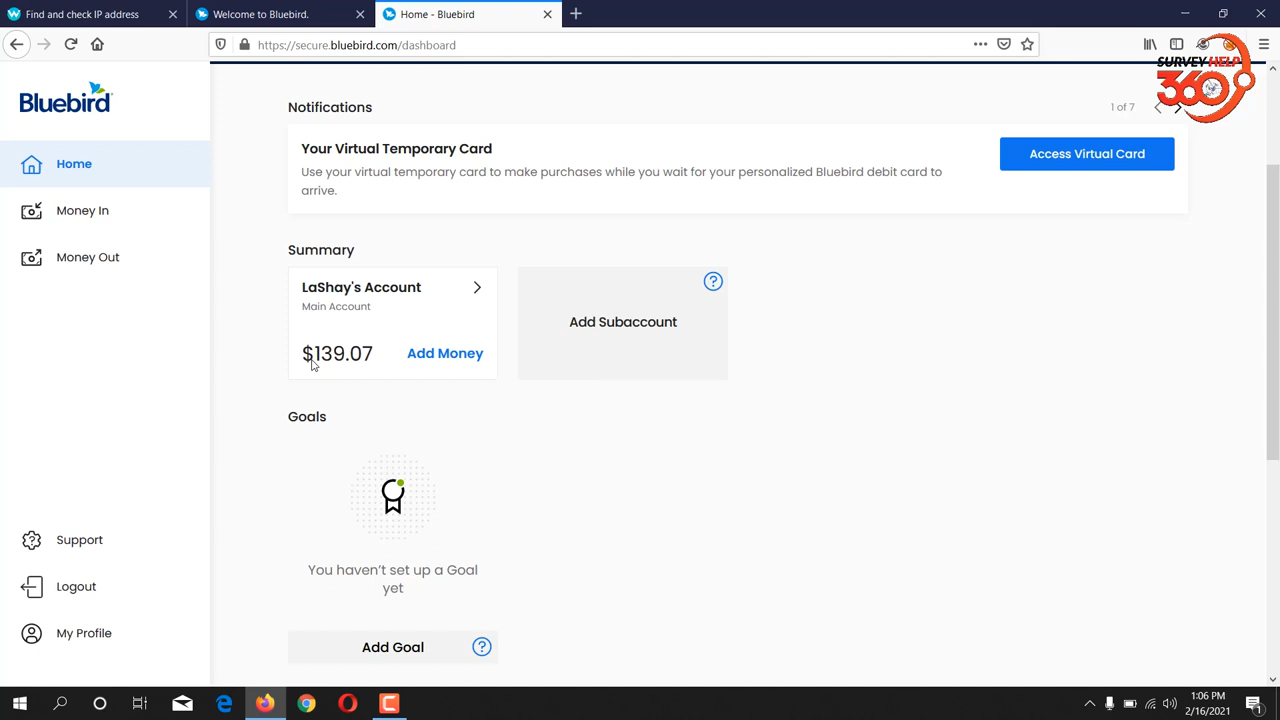 Find and check IP address
Welcome to Bluebird.
Home - Bluebird
https://secure.bluebird.com/dashboard
SURVEY HELP
360
Bluebird
Home
Money In
Money Out
Support
Logout
My Profile
Notifications
1 of 7
Your Virtual Temporary Card
Use your virtual temporary card to make purchases while you wait for your personalized Bluebird debit card to
arrive.
Access Virtual Card
Summary
LaShay's Account
Main Account
$139.07
Add Money
Add Subaccount
Goals
You haven't set up a Goal
yet
Add Goal
1:06 PM
2/16/2021